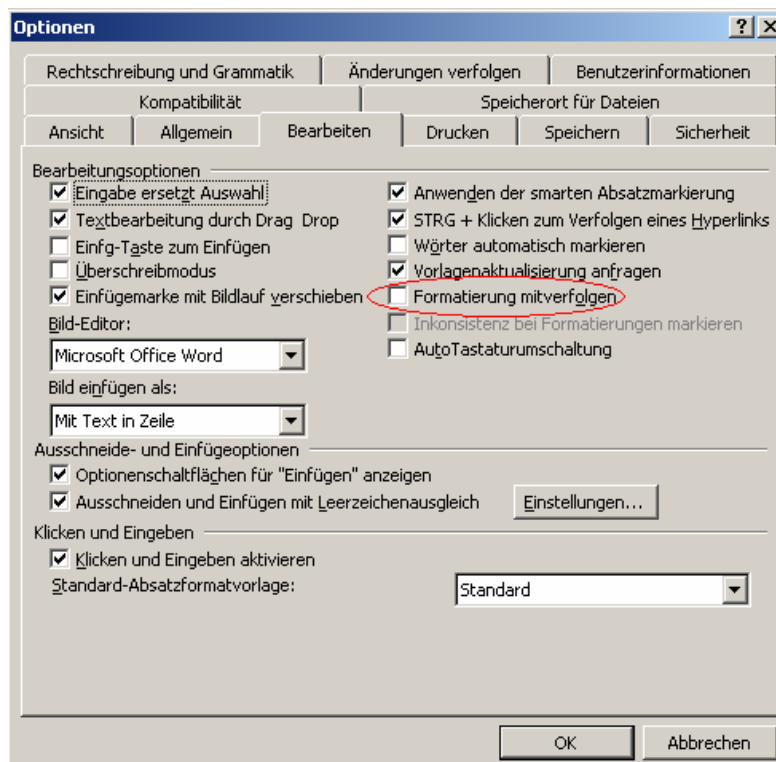 Optionen
Rechtschreibung und Grammatik Änderungen verfolgen Benutzerinformationen
Kompatibilität Speicherort für Dateien
Ansicht Allgemein Bearbeiten Drucken Speichern Sicherheit
Bearbeitungsoptionen
Eingabe ersetzt Auswahl Anwenden der smarten Absatzmarkierung
Textbearbeitung durch Drag Drop STRG + Klicken zum Verfolgen eines Hyperlinks
Einfg-Taste zum Einfügen Wörter automatisch markieren
Überschreibmodus Vorlagenaktualisierung anfragen
Einfügemarke mit Bildlauf verschieben Formatierung mitverfolgen
Bild-Editor: Inkonsistenz bei Formatierungen markieren
Microsoft Office Word AutoTastaturumschaltung
Bild einfügen als:
Mit Text in Zeile
Ausschneide- und Einfügeoptionen
Optionenschaltflächen für "Einfügen" anzeigen
Ausschneiden und Einfügen mit Leerzeichenausgleich Einstellungen...
Klicken und Eingeben
Klicken und Eingeben aktivieren
Standard-Absatzformatvorlage: Standard
OK Abbrechen